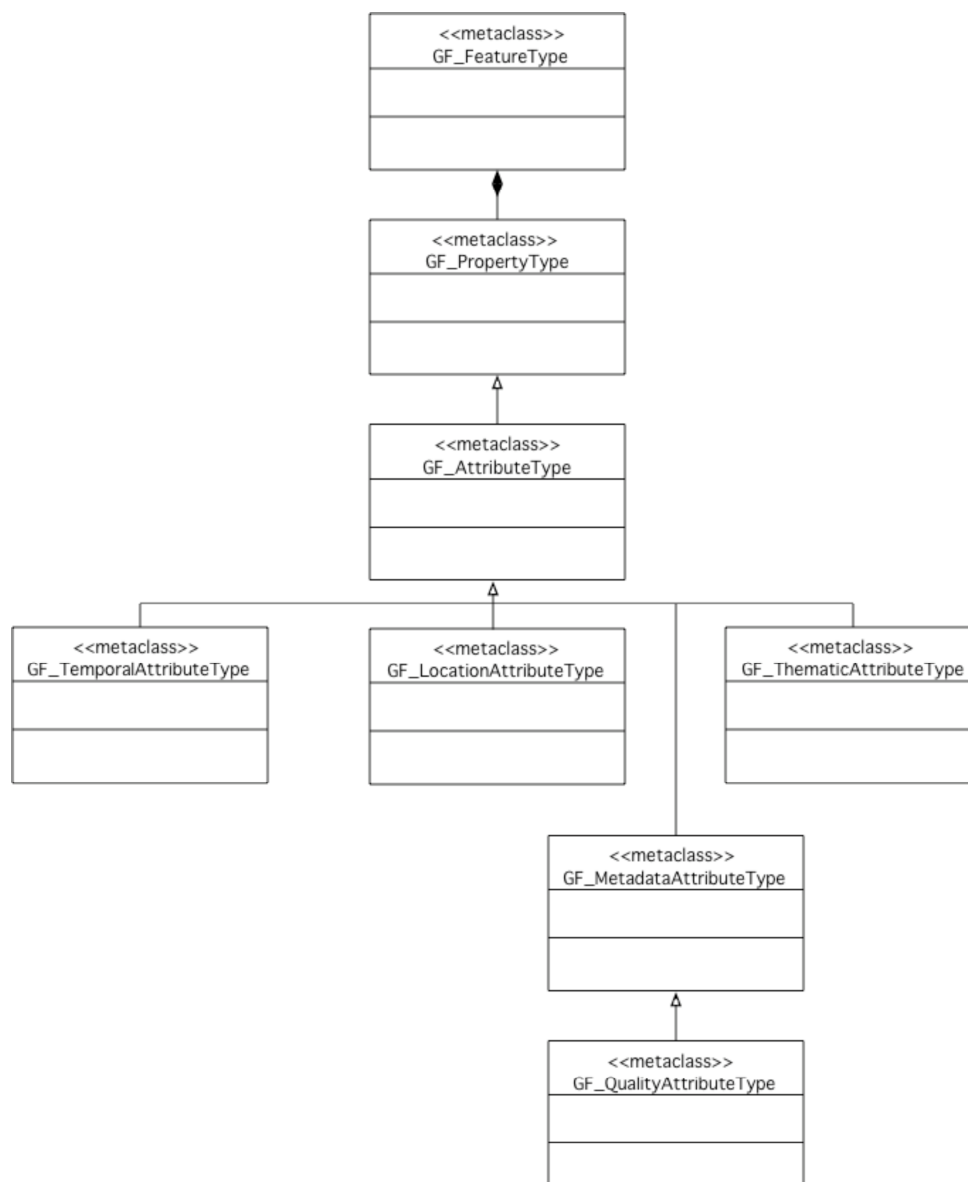 <<metaclass>>
GF_FeatureType
<<metaclass>>
GF_PropertyType
<<metaclass>>
GF_AttributeType
<<metaclass>>
GF_TemporalAttributeType
<<metaclass>>
GF_LocationAttributeType
<<metaclass>>
GF_ThematicAttributeType
<<metaclass>>
GF_MetadataAttributeType
<<metaclass>>
GF_QualityAttributeType